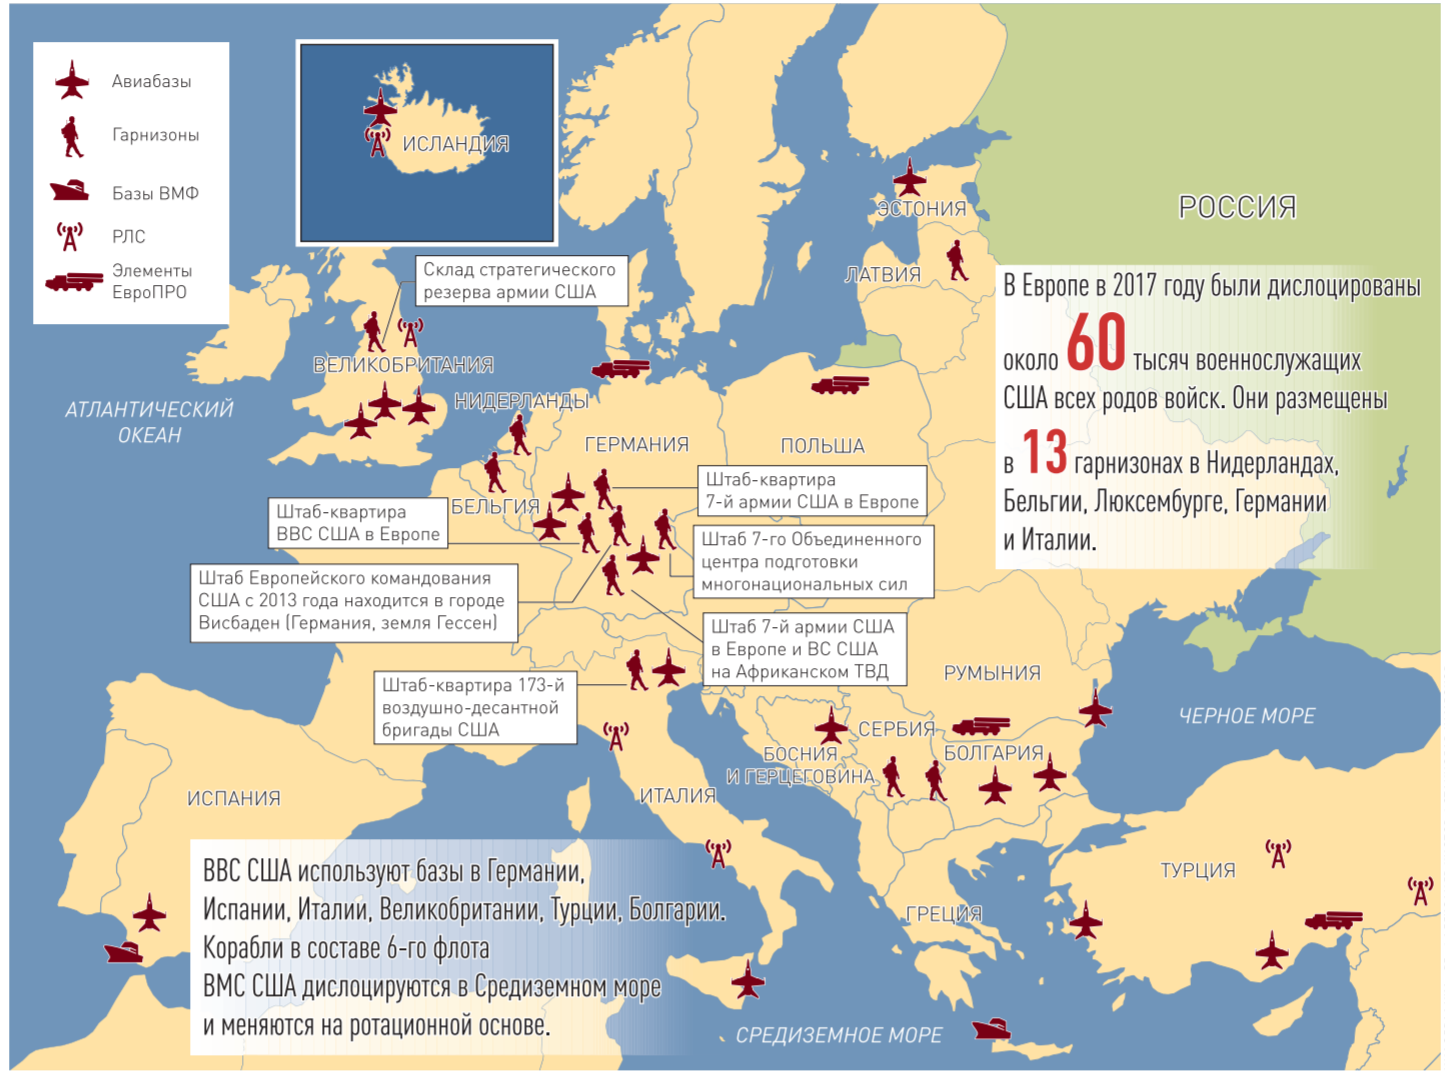 Авиабазы
Гарнизоны
Базы ВМФ
РЛС
Элементы
ЕвроПРО
ИСЛАНДИЯ
ЭСТОНИЯ
РОССИЯ
ЛАТВИЯ
Склад стратегического
резерва армии США
В Европе в 2017 году были дислоцированы
около 60 тысяч военнослужащих
США всех родов войск. Они размещены
в 13 гарнизонах в Нидерландах,
Бельгии, Люксембурге, Германии
и Италии.
ВЕЛИКОБРИТАНИЯ
АТЛАНТИЧЕСКИЙ
ОКЕАН
НИДЕРЛАНДЫ
ГЕРМАНИЯ
ПОЛЬША
БЕЛЬГИЯ
Штаб-квартира
7-й армии США в Европе
Штаб-квартира
ВВС США в Европе
Штаб 7-го Объединенного
центра подготовки
многонациональных сил
Штаб Европейского командования
США с 2013 года находится в городе
Висбаден (Германия, земля Гессен)
Штаб 7-й армии США
в Европе и ВС США
на Африканском ТВД
Штаб-квартира 173-й
воздушно-десантной
бригады США
РУМЫНИЯ
ЧЕРНОЕ МОРЕ
СЕРБИЯ
БОСНИЯ
И ГЕРЦЕГОВИНА
БОЛГАРИЯ
ИСПАНИЯ
ИТАЛИЯ
ТУРЦИЯ
ГРЕЦИЯ
ВВС США используют базы в Германии,
Испании, Италии, Великобритании, Турции, Болгарии.
Корабли в составе 6-го флота
ВМС США дислоцируются в Средиземном море
и меняются на ротационной основе.
СРЕДИЗЕМНОЕ МОРЕ